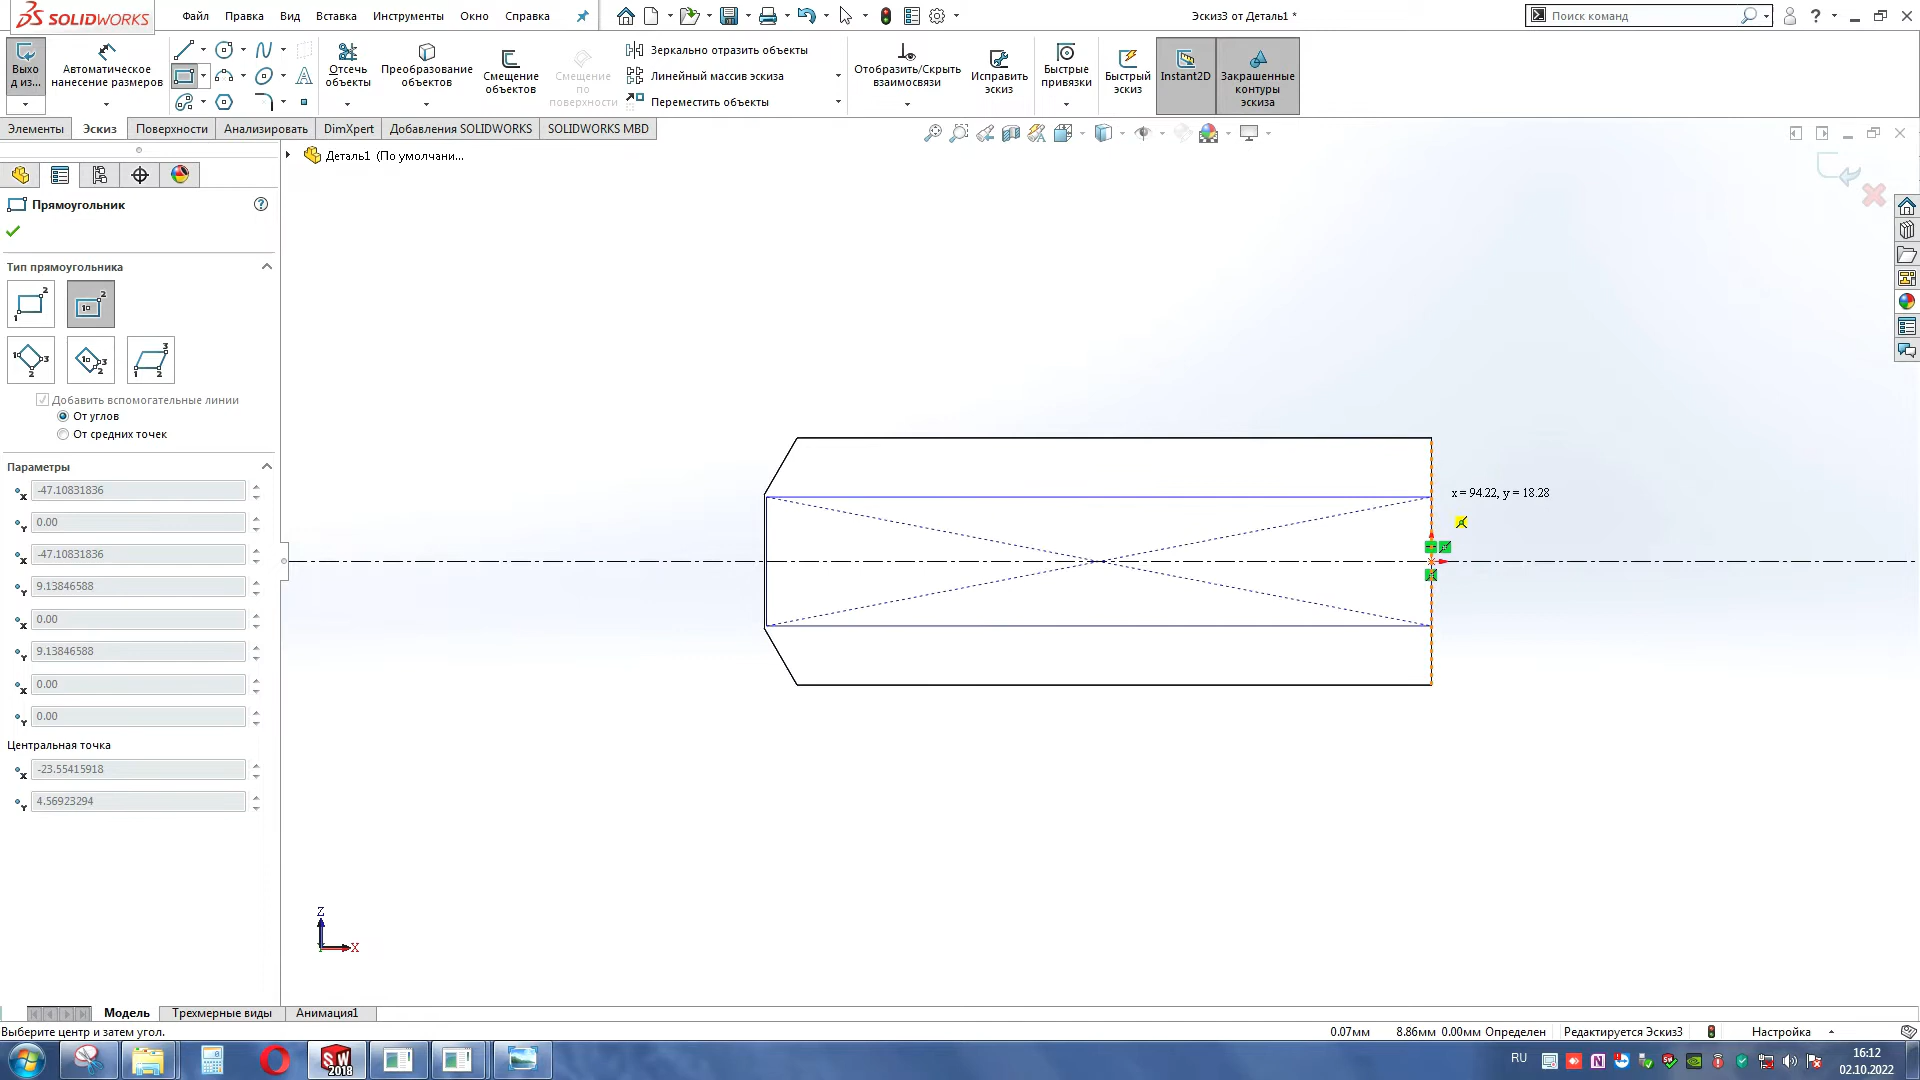 SOLIDWORKS
Файл
Правка
Вид
Вставка
Инструменты
Окно
Справка
Эскиз3 от Деталь1 *
Поиск команд
Выхо
д из...
Автоматическое
нанесение размеров
Отсечь
объекты
Преобразование
объектов
Смещение
объектов
Смещение
по
поверхности
Зеркально отразить объекты
Линейный массив эскиза
Переместить объекты
Отобразить/Скрыть
взаимосвязи
Исправить
эскиз
Быстрые
привязки
Быстрый
эскиз
Instant2D
Закрашенные
контуры
эскиза
Элементы
Эскиз
Поверхности
Анализировать
DimXpert
Добавления SOLIDWORKS
SOLIDWORKS MBD
Деталь1 (По умолчани...
Прямоугольник
Тип прямоугольника
Добавить вспомогательные линии
От углов
От средних точек
Параметры
-47.10831836
0.00
-47.10831836
9.13846588
0.00
9.13846588
0.00
0.00
Центральная точка
-23.55415918
4.56923294
x = 94.22, y = 18.28
Z
X
Модель
Трехмерные виды
Анимация1
Выберите центр и затем угол.
0.07мм
8.86мм
0.00мм
Определен
Редактируется Эскиз3
Настройка
SW
2018
RU
16:12
02.10.2022